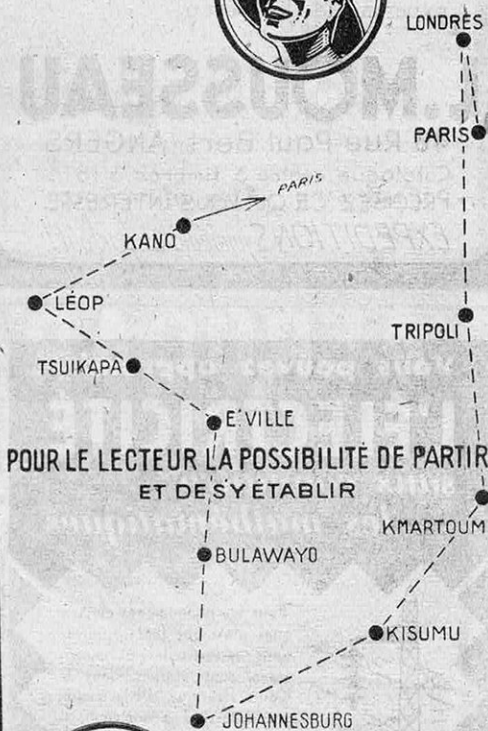 LONDRES
PARIS
PARIS
KANO
LÉOP
TRIPOLI
TSUIKAPA
E'VILLE
POUR LE LECTEUR LA POSSIBILITÉ DE PARTIR
ET DE S'Y ÉTABLIR
KMARTOUM
BULAWAYO
KISUMU
JOHANNESBURG